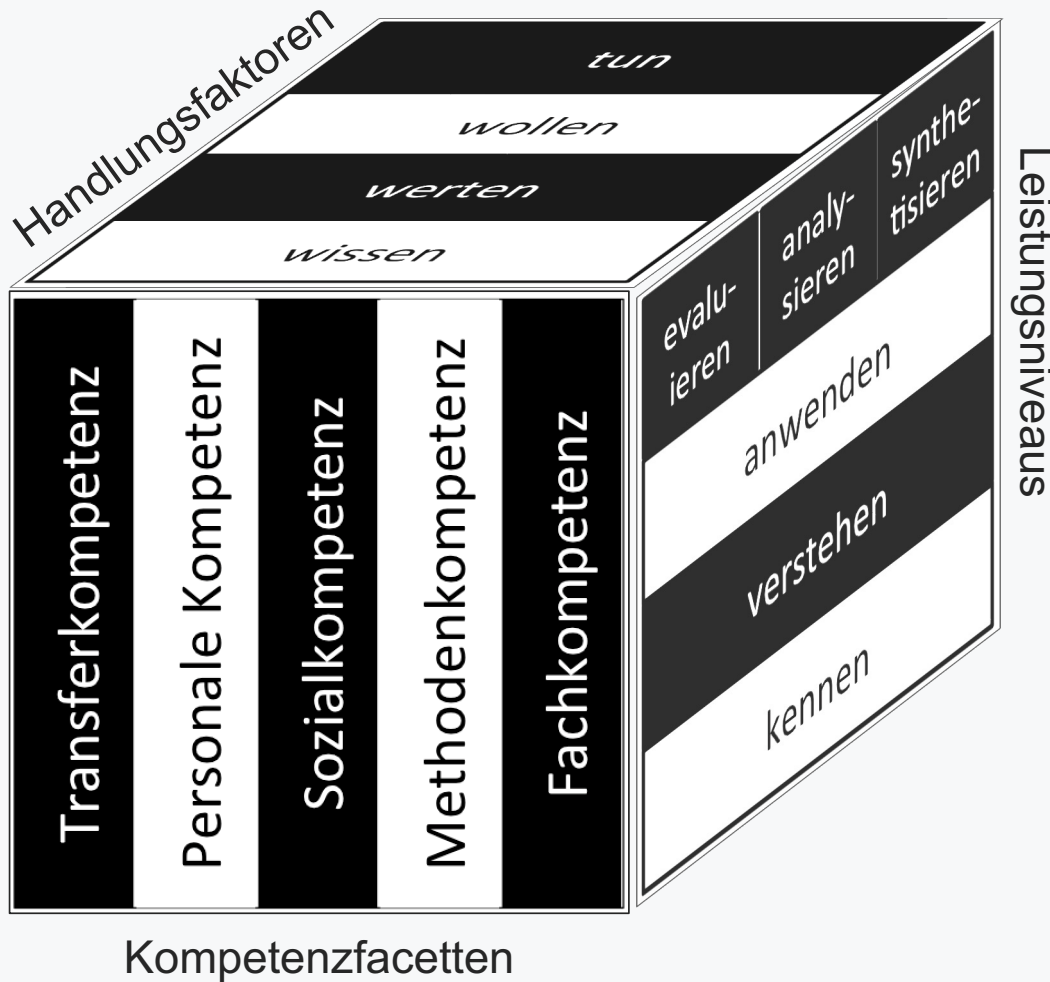 Handlungsfaktoren
tun
wollen
werten
wissen
Transferkompetenz
Personale Kompetenz
Sozialkompetenz
Methodenkompetenz
Fachkompetenz
Kompetenzfacetten
evalu-
ieren
analy-
sieren
synthe-
tisieren
anwenden
verstehen
kennen
Leistungsniveaus